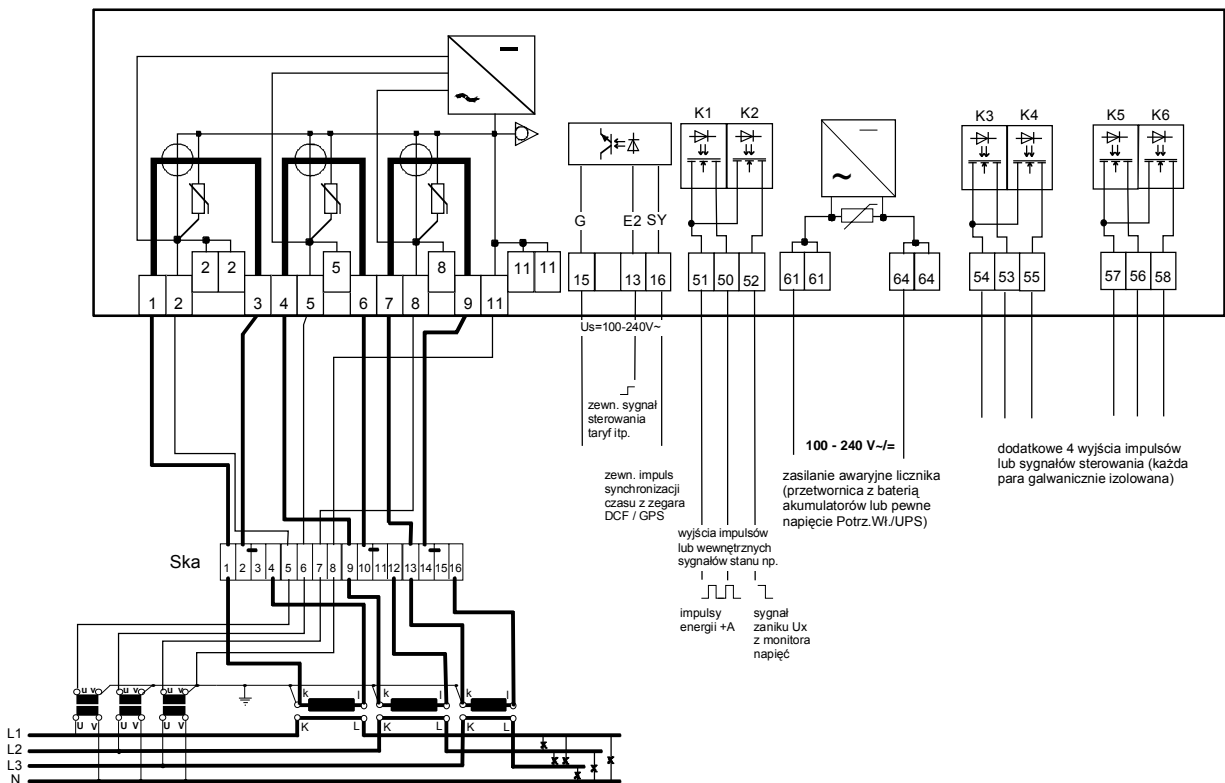 K1 K2
K3 K4
K5 K6
G E2 SY
2 2 5 8 11 11
1 2 3 4 5 6 7 8 9 11
15 13 16
51 50 52
61 61 64 64
54 53 55
57 56 58
Us=100-240V~
zewn. sygnał
sterowania
taryf itp.
zewn. impuls
synchronizacji
czasu z zegara
DCF / GPS
100 - 240 V~/=
zasilanie awaryjne licznika
(przetwornica z baterią
akumulatorów lub pewne
napięcie Potrz.Wł./UPS)
dodatkowe 4 wyjścia impulsów
lub sygnałów sterowania (każda
para galwanicznie izolowana)
wyjścia impulsów
lub wewnętrznych
sygnałów stanu np.
impulsy
energii +A
sygnał
zaniku Ux
z monitora
napięć
Ska
1 2 3 4 5 6 7 8 9 10 11 12 13 14 15 16
u v u v u v
k l k l k l
U V U V U V
K L K L K L
L1
L2
L3
N